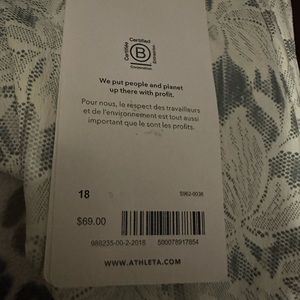 Certified
Certifiée
B
Corporation
We put people and planet
up there with profit.
Pour nous, le respect des travailleurs
et de l'environnement est tout aussi
important que le sont les profits.
18
$69.00
988235-00-2-2018 500078917854
WWW.ATHLETA.COM